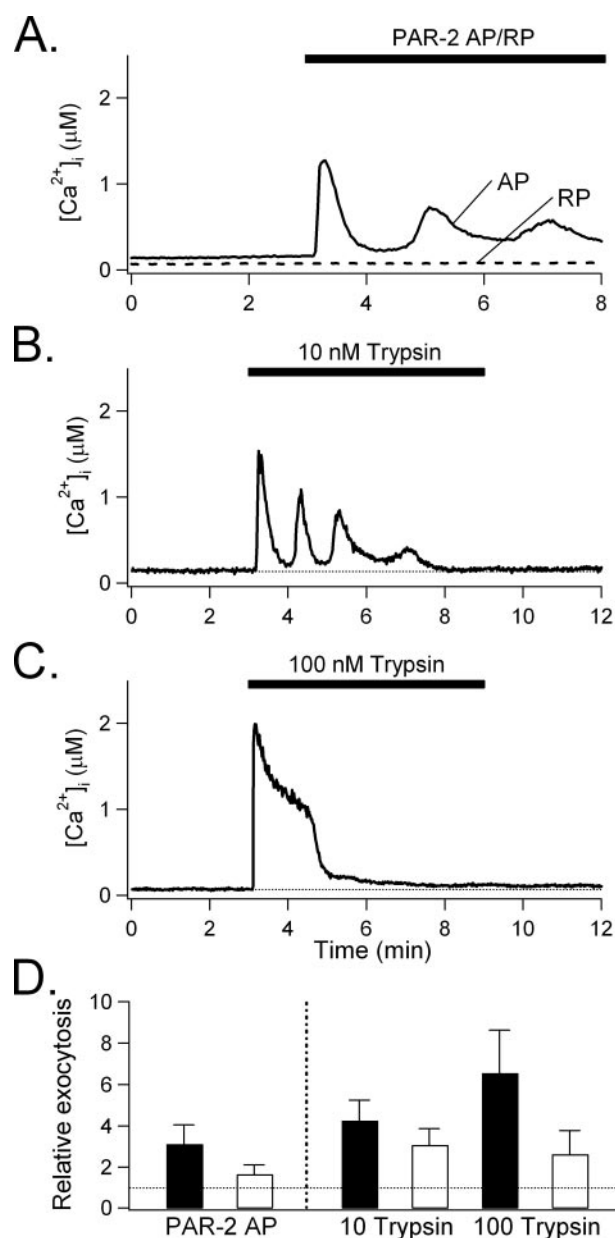 A.
PAR-2 AP/RP
[Ca²⁺]ᵢ (μM)
2
1
0
AP
RP
0 2 4 6 8
B.
10 nM Trypsin
[Ca²⁺]ᵢ (μM)
2
1
0
0 2 4 6 8 10 12
C.
100 nM Trypsin
[Ca²⁺]ᵢ (μM)
2
1
0
0 2 4 6 8 10 12
Time (min)
D.
Relative exocytosis
10
8
6
4
2
0
PAR-2 AP 10 Trypsin 100 Trypsin